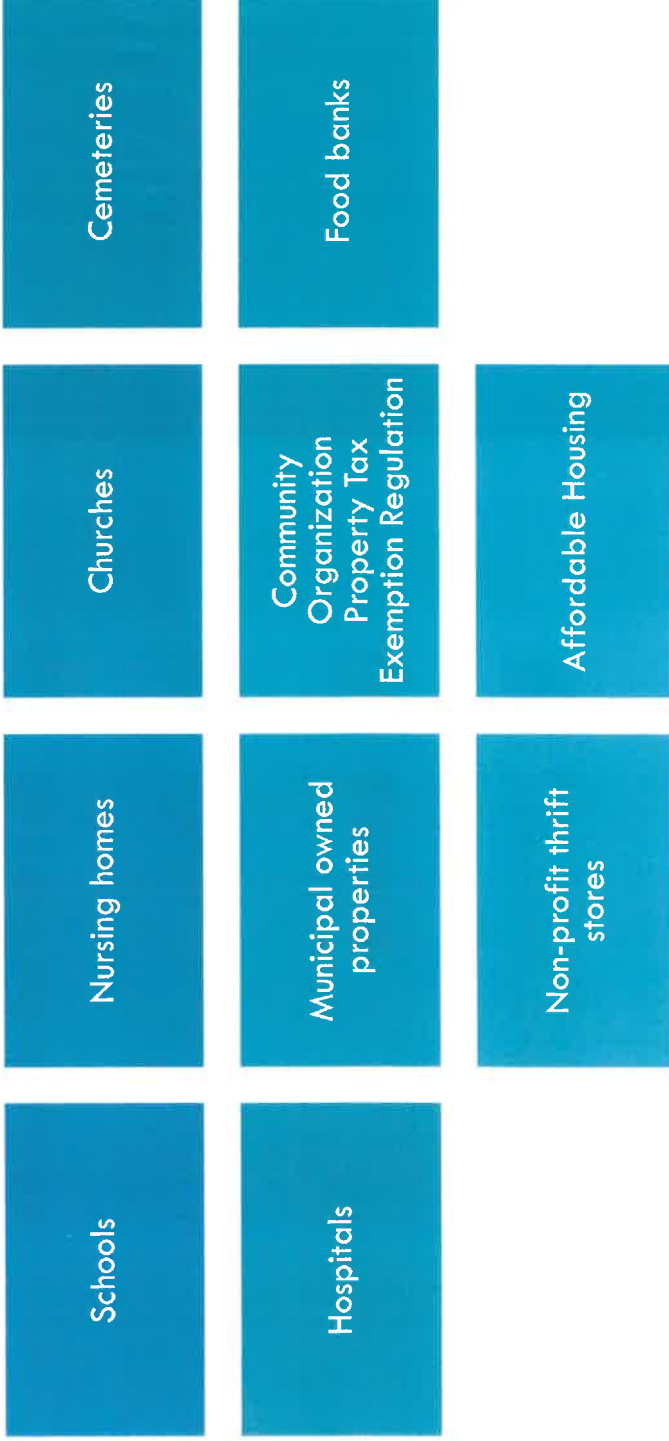 Schools
Nursing homes
Churches
Cemeteries
Hospitals
Municipal owned
properties
Community
Organization
Property Tax
Exemption Regulation
Food banks
Non-profit thrift
stores
Affordable Housing